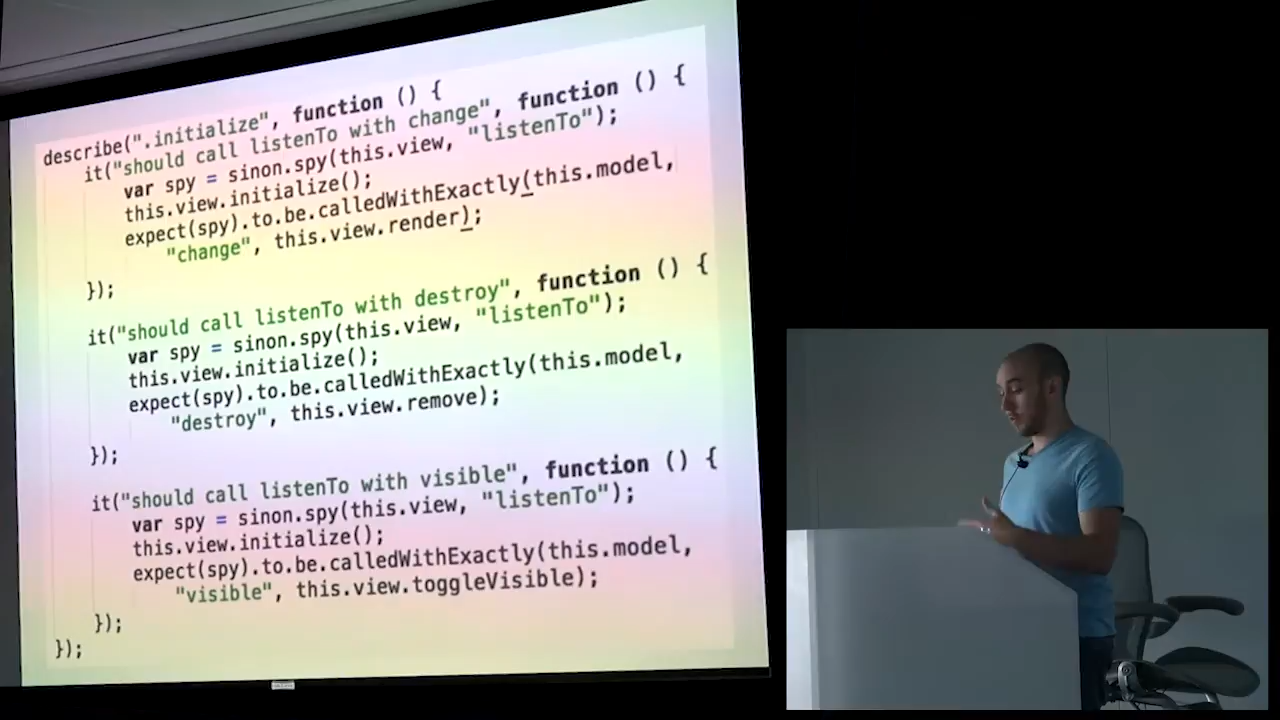 describe(".initialize", function () {
it("should call listenTo with change", function () {
var spy = sinon.spy(this.view, "listenTo");
this.view.initialize();
expect(spy).to.be.calledWithExactly(this.model,
"change", this.view.render);
});
it("should call listenTo with destroy", function () {
var spy = sinon.spy(this.view, "listenTo");
this.view.initialize();
expect(spy).to.be.calledWithExactly(this.model,
"destroy", this.view.remove);
});
it("should call listenTo with visible", function () {
var spy = sinon.spy(this.view, "listenTo");
this.view.initialize();
expect(spy).to.be.calledWithExactly(this.model,
"visible", this.view.toggleVisible);
});
});